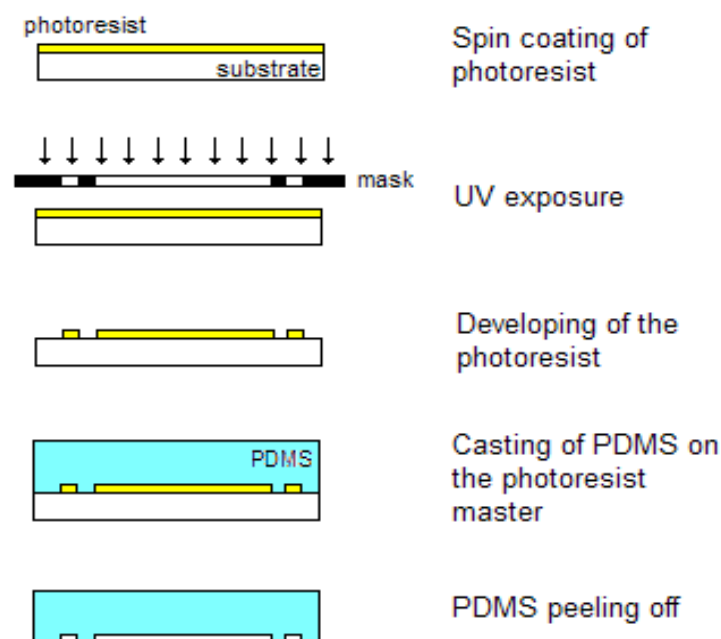 photoresist
substrate
Spin coating of
photoresist
mask
UV exposure
Developing of the
photoresist
PDMS
Casting of PDMS on
the photoresist
master
PDMS peeling off